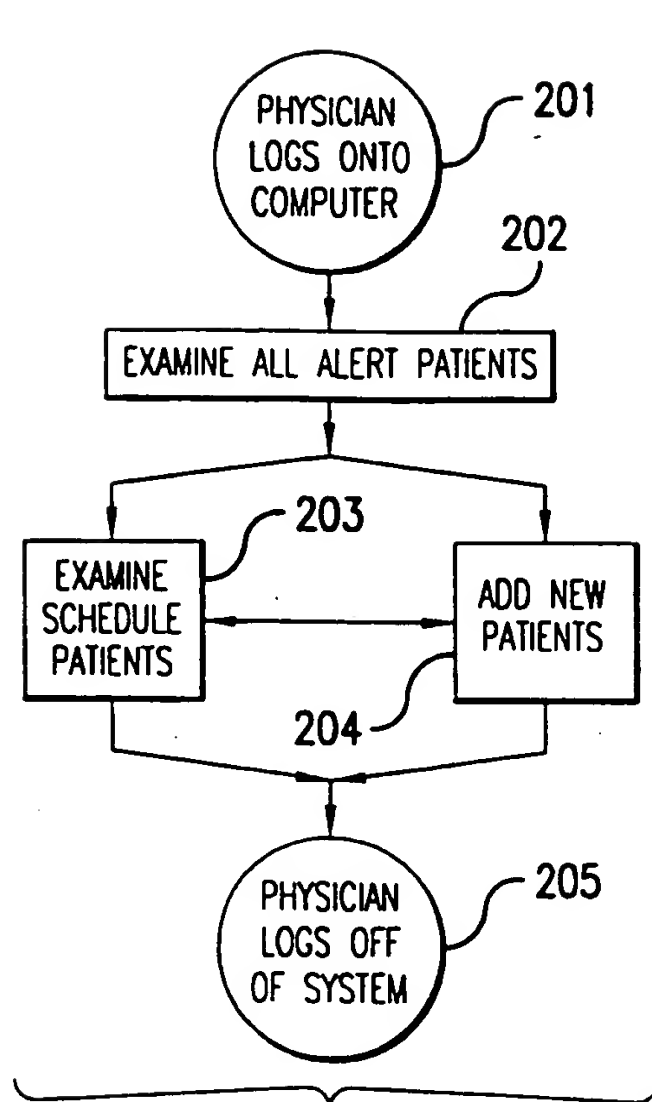 PHYSICIAN
LOGS ONTO
COMPUTER
201
202
EXAMINE ALL ALERT PATIENTS
203
EXAMINE
SCHEDULE
PATIENTS
ADD NEW
PATIENTS
204
PHYSICIAN
LOGS OFF
OF SYSTEM
205